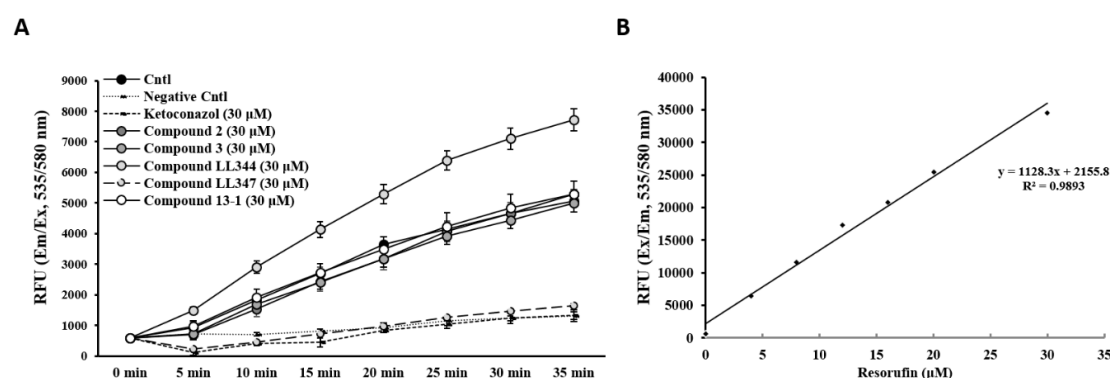 A
B
RFU (Em/Ex, 535/580 nm)
9000
8000
7000
6000
5000
4000
3000
2000
1000
0
Cntl
Negative Cntl
Ketoconazol (30 µM)
Compound 2 (30 µM)
Compound 3 (30 µM)
Compound LL344 (30 µM)
Compound LL347 (30 µM)
Compound 13-1 (30 µM)
0 min 5 min 10 min 15 min 20 min 25 min 30 min 35 min
RFU (Ex/Em, 535/580 nm)
40000
35000
30000
25000
20000
15000
10000
5000
0
y = 1128.3x + 2155.8
R² = 0.9893
0 5 10 15 20 25 30 35
Resorufin (µM)